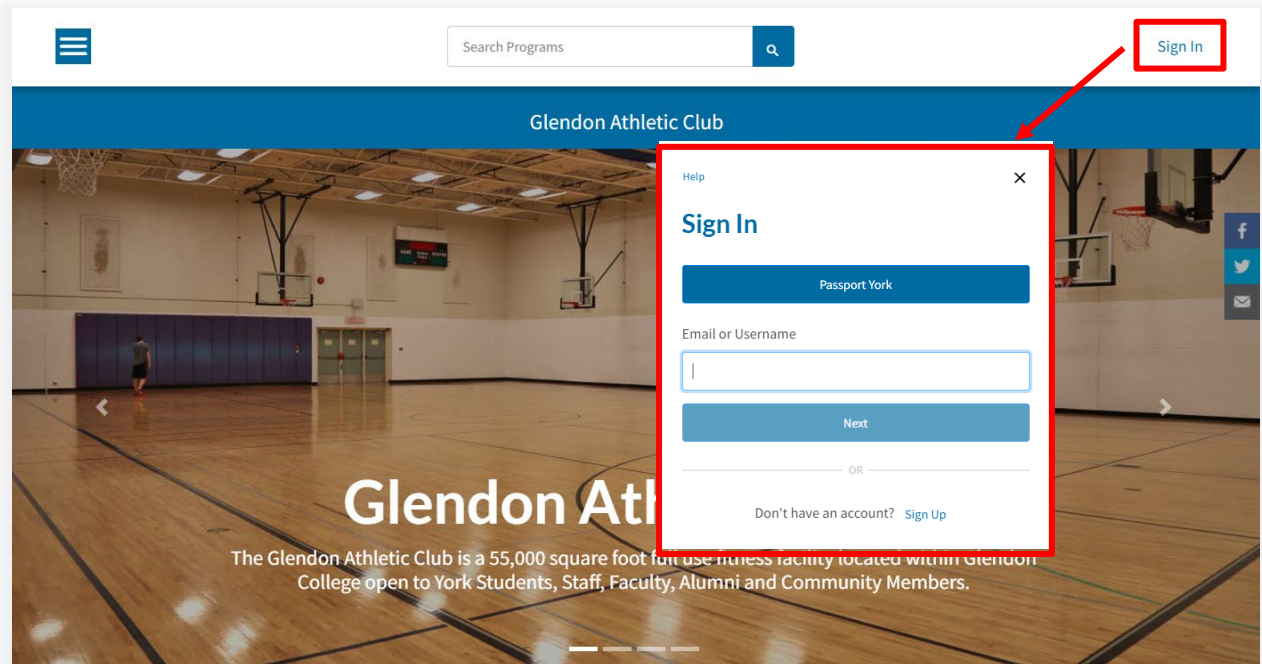 Search Programs
Sign In
Glendon Athletic Club
Help
Sign In
Passport York
Email or Username
Next
OR
Don't have an account? Sign Up
Glendon Ath
The Glendon Athletic Club is a 55,000 square foot full use fitness facility located within Glendon
College open to York Students, Staff, Faculty, Alumni and Community Members.